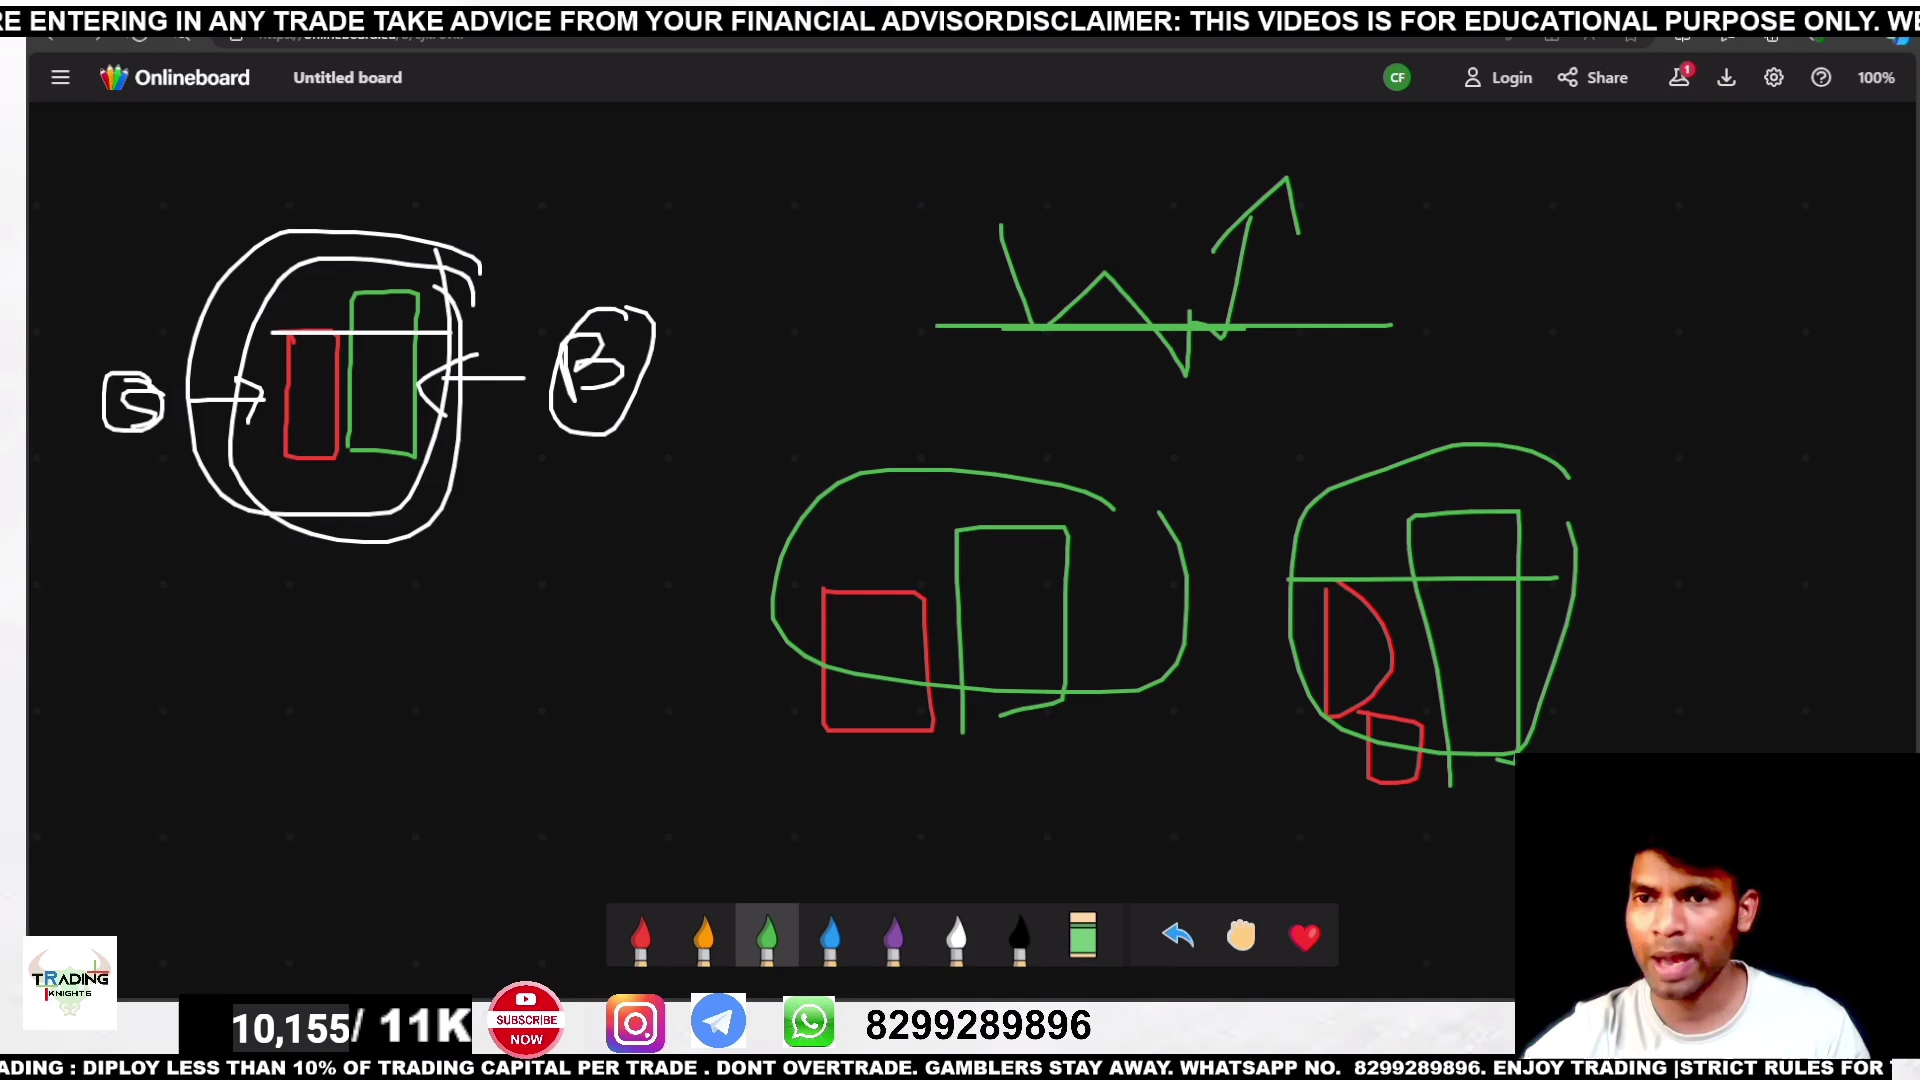 RE ENTERING IN ANY TRADE TAKE ADVICE FROM YOUR FINANCIAL ADVISORDISCLAIMER: THIS VIDEOS IS FOR EDUCATIONAL PURPOSE ONLY. WE
Onlineboard
Untitled board
CF
Login
Share
1
100%
S
B
TRADING
KNIGHTS
10,155/ 11K
SUBSCRIBE
NOW
8299289896
ADING : DIPLOY LESS THAN 10% OF TRADING CAPITAL PER TRADE . DONT OVERTRADE. GAMBLERS STAY AWAY. WHATSAPP NO. 8299289896. ENJOY TRADING |STRICT RULES FOR